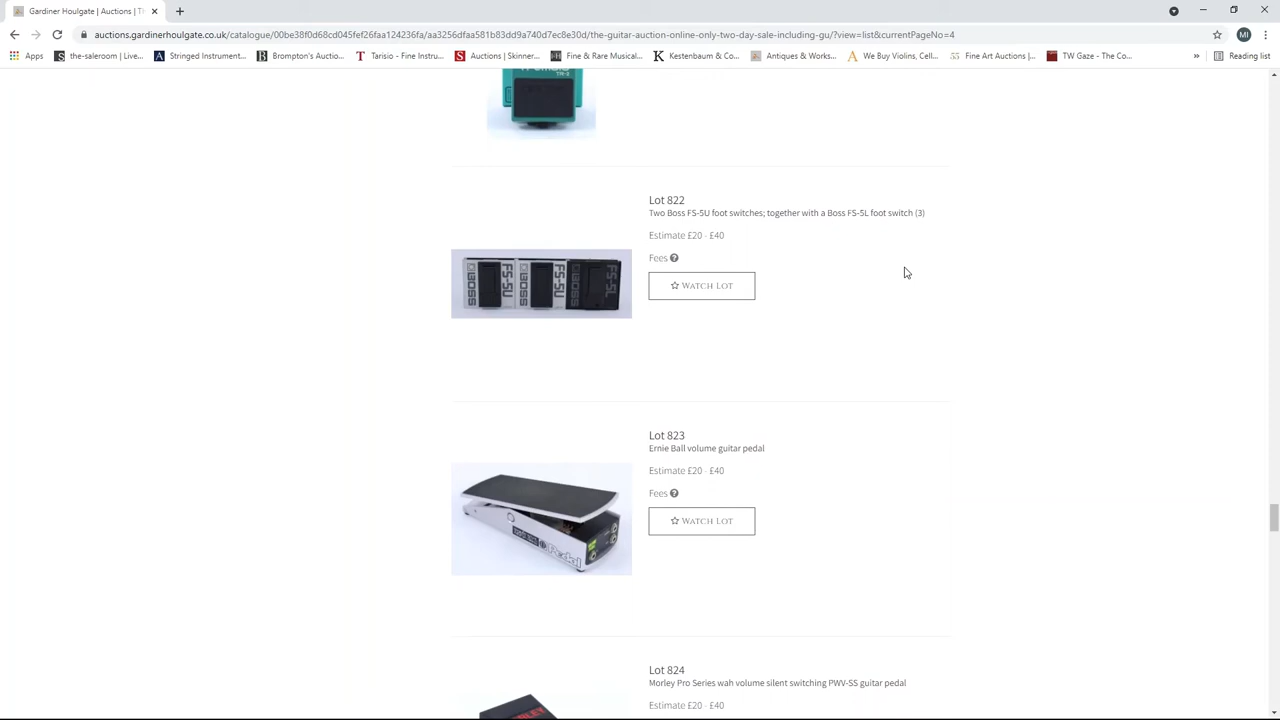 Gardiner Houlgate | Auctions | Th
auctions.gardinerhoulgate.co.uk/catalogue/00be38f0d68cd045fef26faa124236fa/aa3256dfaa581b83dd9a740d7ec8e30d/the-guitar-auction-online-only-two-day-sale-including-gu/?view=list&currentPageNo=4
MI
Apps the-saleroom | Live... Stringed Instrument... Brompton's Auctio... Tarisio - Fine Instru... Auctions | Skinner... Fine & Rare Musical... Kestenbaum & Co... Antiques & Works... We Buy Violins, Cell... Fine Art Auctions |... TW Gaze - The Co... » Reading list
TR-2
Lot 822
Two Boss FS-5U foot switches; together with a Boss FS-5L foot switch (3)
Estimate £20 - £40
Fees ?
WATCH LOT
BOSS FS-5U BOSS FS-5U BOSS FS-5L
Lot 823
Ernie Ball volume guitar pedal
Estimate £20 - £40
Fees ?
WATCH LOT
Pedal
Lot 824
Morley Pro Series wah volume silent switching PWV-SS guitar pedal
Estimate £20 - £40
MORLEY